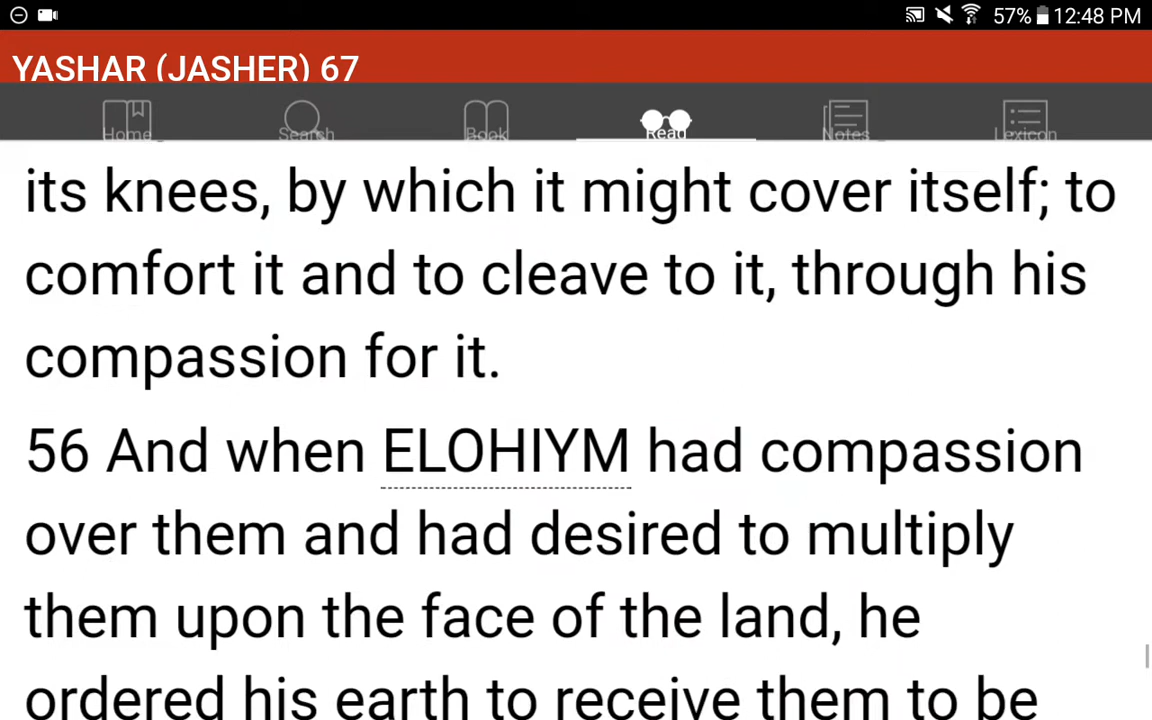 57% 12:48 PM
YASHAR (JASHER) 67
Home Search Book Read Notes Lexicon
its knees, by which it might cover itself; to
comfort it and to cleave to it, through his
compassion for it.
56 And when ELOHIYM had compassion
over them and had desired to multiply
them upon the face of the land, he
ordered his earth to receive them to be